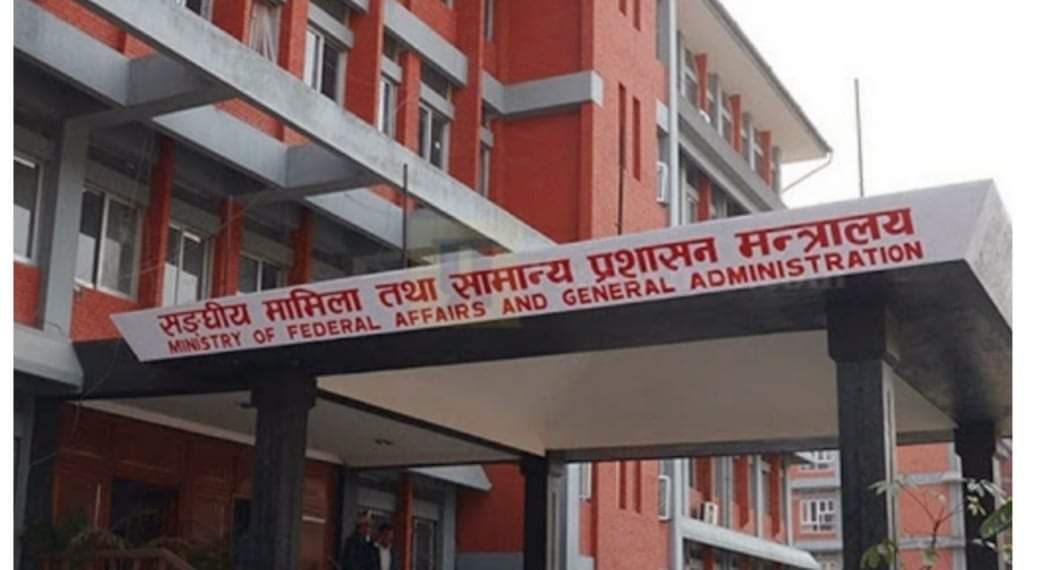 सङ्घीय मामिला तथा सामान्य प्रशासन मन्त्रालय
MINISTRY OF FEDERAL AFFAIRS AND GENERAL ADMINISTRATION